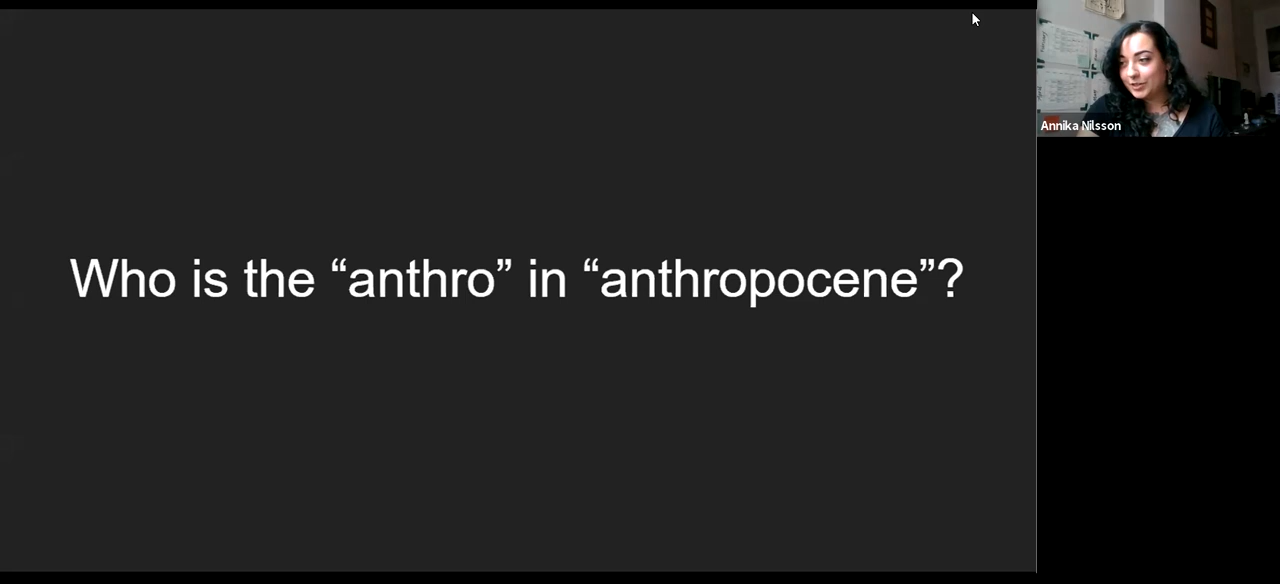 Who is the “anthro” in “anthropocene”?
Annika Nilsson